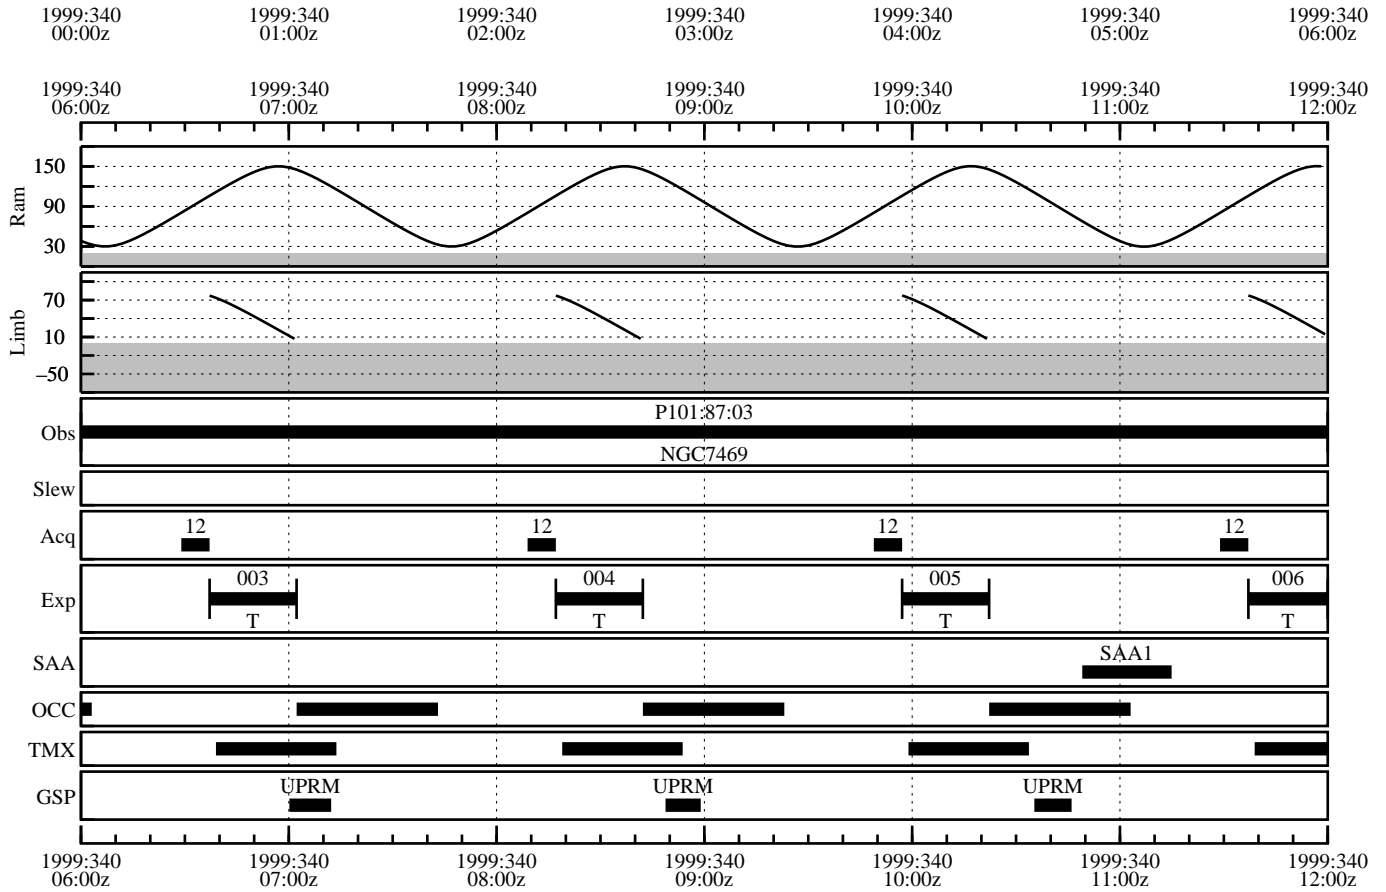 1999:340 1999:340 1999:340 1999:340 1999:340 1999:340 1999:340
00:00z 01:00z 02:00z 03:00z 04:00z 05:00z 06:00z
1999:340 1999:340 1999:340 1999:340 1999:340 1999:340 1999:340
06:00z 07:00z 08:00z 09:00z 10:00z 11:00z 12:00z
Ram
150
90
30
Limb
70
10
−50
P101:87:03
Obs
NGC7469
Slew
12 12 12 12
Acq
003 004 005 006
Exp
T T T T
SAA1
SAA
OCC
TMX
UPRM UPRM UPRM
GSP
1999:340 1999:340 1999:340 1999:340 1999:340 1999:340 1999:340
06:00z 07:00z 08:00z 09:00z 10:00z 11:00z 12:00z